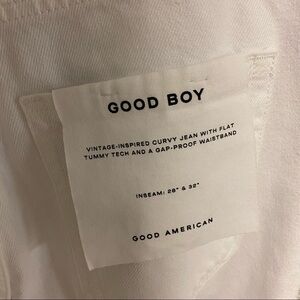 GOOD BOY
VINTAGE-INSPIRED CURVY JEAN WITH FLAT
TUMMY TECH AND A GAP-PROOF WAISTBAND
INSEAM: 28" & 32"
GOOD AMERICAN